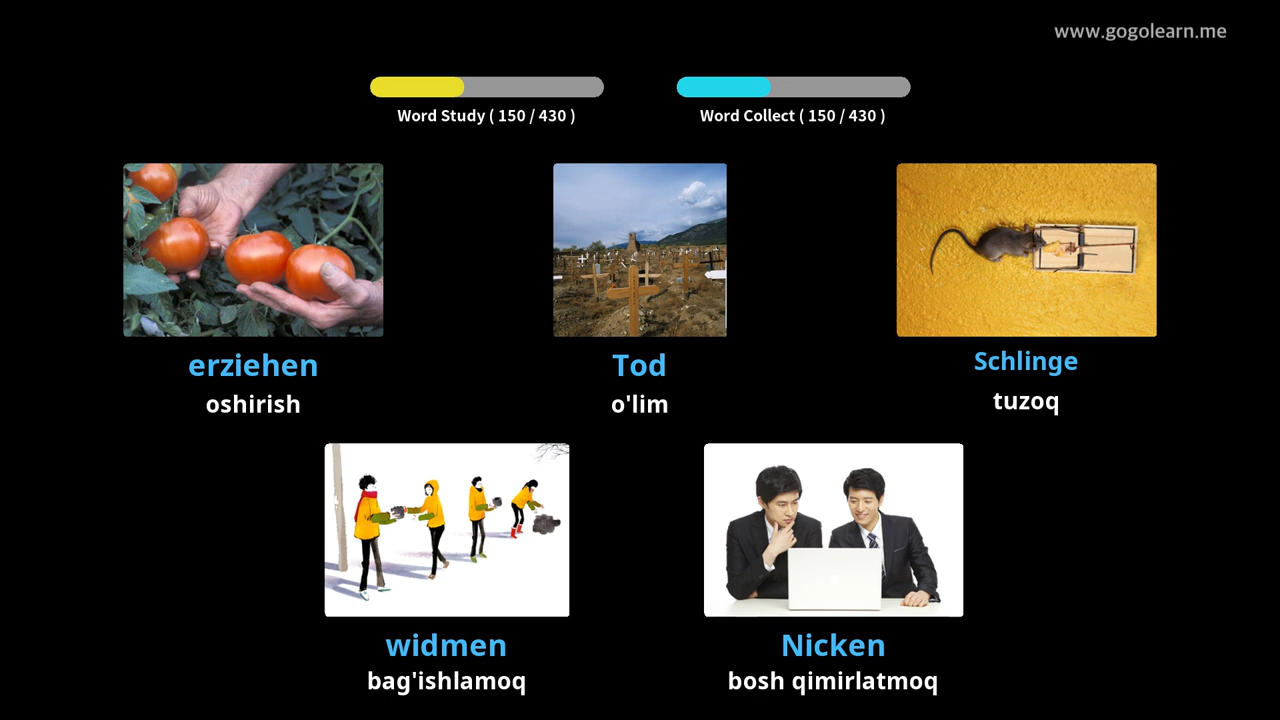 www.gogolearn.me
Word Study ( 150 / 430 )
Word Collect ( 150 / 430 )
erziehen
oshirish
Tod
o'lim
Schlinge
tuzoq
widmen
bag'ishlamoq
Nicken
bosh qimirlatmoq